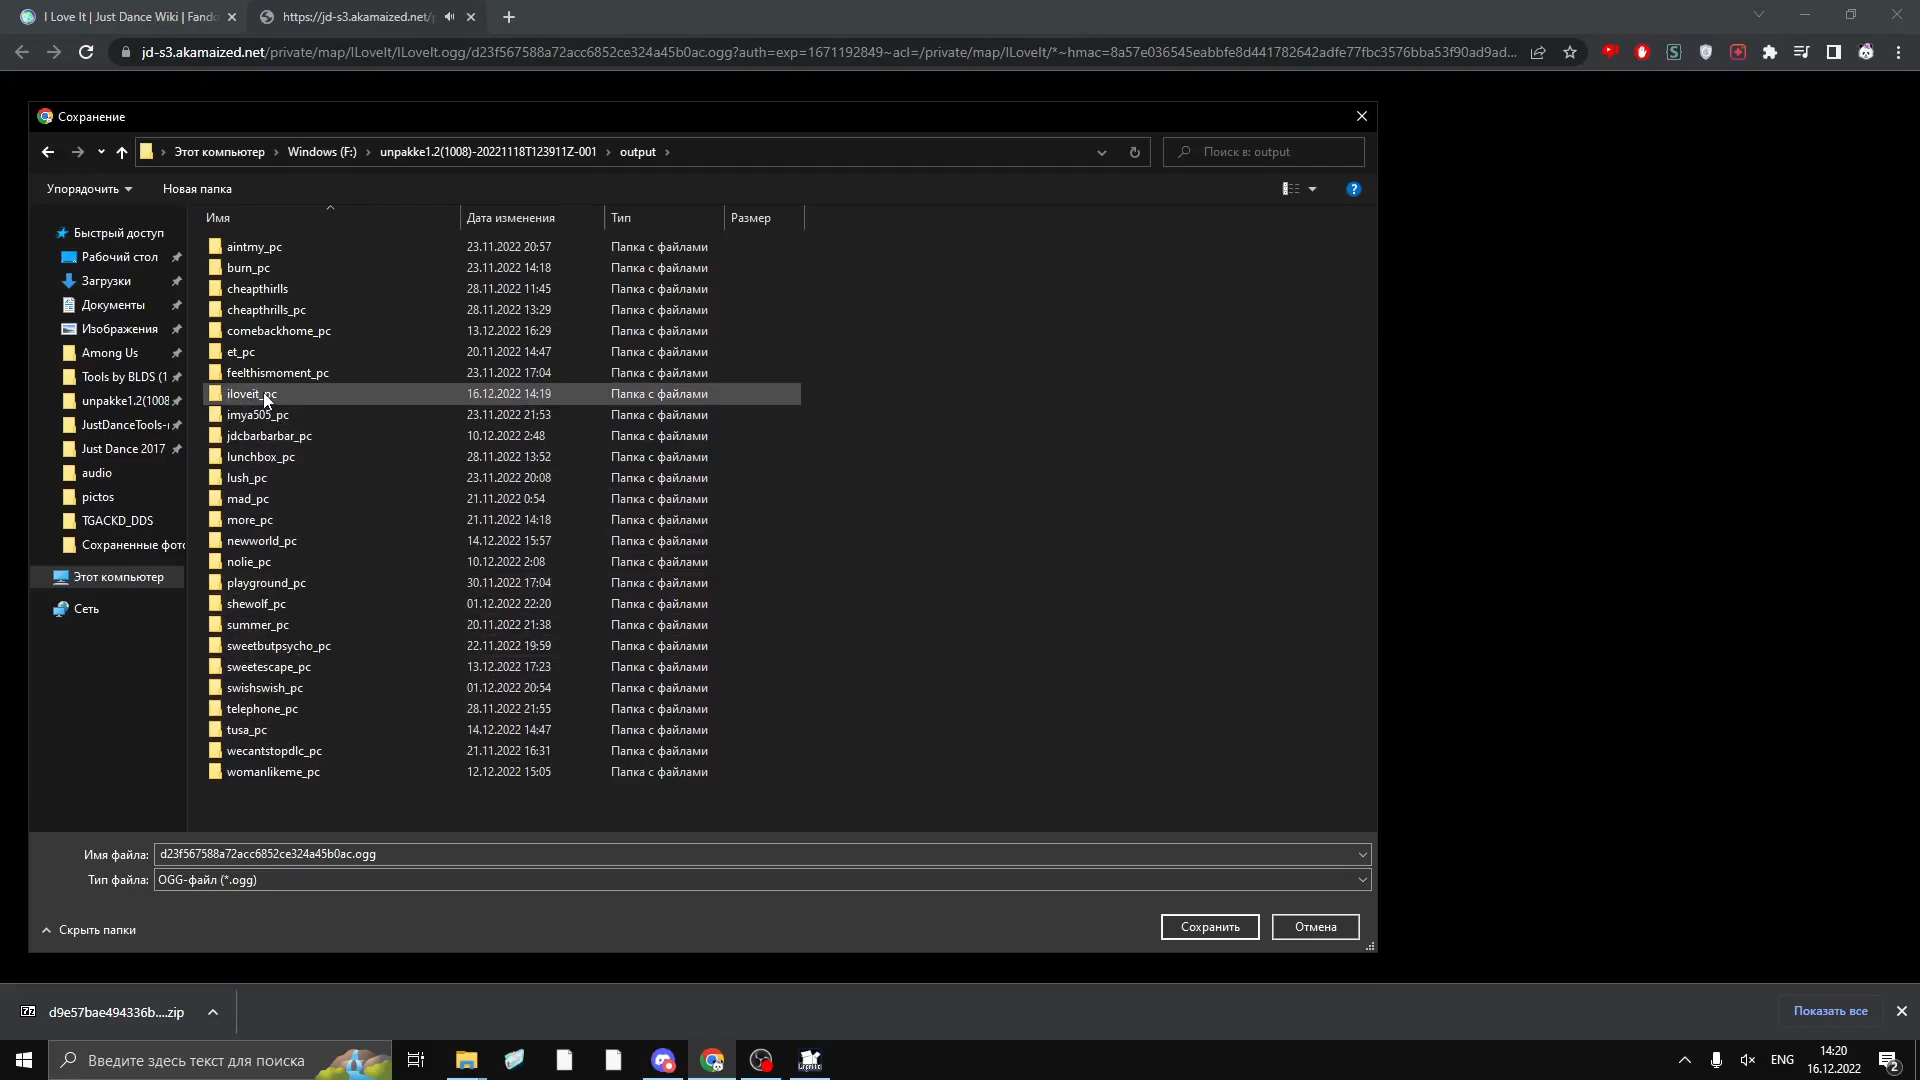 I Love It | Just Dance Wiki | Fando
https://jd-s3.akamaized.net/p
jd-s3.akamaized.net/private/map/ILoveIt/ILoveIt.ogg/d23f567588a72acc6852ce324a45b0ac.ogg?auth=exp=1671192849~acl=/private/map/ILoveIt/*~hmac=8a57e036545eabbfe8d441782642adfe77fbc3576bba53f90ad9ad...
Сохранение
Этот компьютер › Windows (F:) › unpakke1.2(1008)-20221118T123911Z-001 › output ›
Поиск в: output
Упорядочить
Новая папка
Имя Дата изменения Тип Размер
Быстрый доступ
Рабочий стол
Загрузки
Документы
Изображения
Among Us
Tools by BLDS (1
unpakke1.2(1008
JustDanceTools-
Just Dance 2017
audio
pictos
TGACKD_DDS
Сохраненные фото
Этот компьютер
Сеть
aintmy_pc 23.11.2022 20:57 Папка с файлами
burn_pc 23.11.2022 14:18 Папка с файлами
cheapthirlls 28.11.2022 11:45 Папка с файлами
cheapthrills_pc 28.11.2022 13:29 Папка с файлами
comebackhome_pc 13.12.2022 16:29 Папка с файлами
et_pc 20.11.2022 14:47 Папка с файлами
feelthismoment_pc 23.11.2022 17:04 Папка с файлами
iloveit_pc 16.12.2022 14:19 Папка с файлами
imya505_pc 23.11.2022 21:53 Папка с файлами
jdcbarbarbar_pc 10.12.2022 2:48 Папка с файлами
lunchbox_pc 28.11.2022 13:52 Папка с файлами
lush_pc 23.11.2022 20:08 Папка с файлами
mad_pc 21.11.2022 0:54 Папка с файлами
more_pc 21.11.2022 14:18 Папка с файлами
newworld_pc 14.12.2022 15:57 Папка с файлами
nolie_pc 10.12.2022 2:08 Папка с файлами
playground_pc 30.11.2022 17:04 Папка с файлами
shewolf_pc 01.12.2022 22:20 Папка с файлами
summer_pc 20.11.2022 21:38 Папка с файлами
sweetbutpsycho_pc 22.11.2022 19:59 Папка с файлами
sweetescape_pc 13.12.2022 17:23 Папка с файлами
swishswish_pc 01.12.2022 20:54 Папка с файлами
telephone_pc 28.11.2022 21:55 Папка с файлами
tusa_pc 14.12.2022 14:47 Папка с файлами
wecantstopdlc_pc 21.11.2022 16:31 Папка с файлами
womanlikeme_pc 12.12.2022 15:05 Папка с файлами
Имя файла: d23f567588a72acc6852ce324a45b0ac.ogg
Тип файла: OGG-файл (*.ogg)
Скрыть папки
Сохранить
Отмена
d9e57bae494336b....zip
Показать все
Введите здесь текст для поиска
ENG
14:20
16.12.2022
2